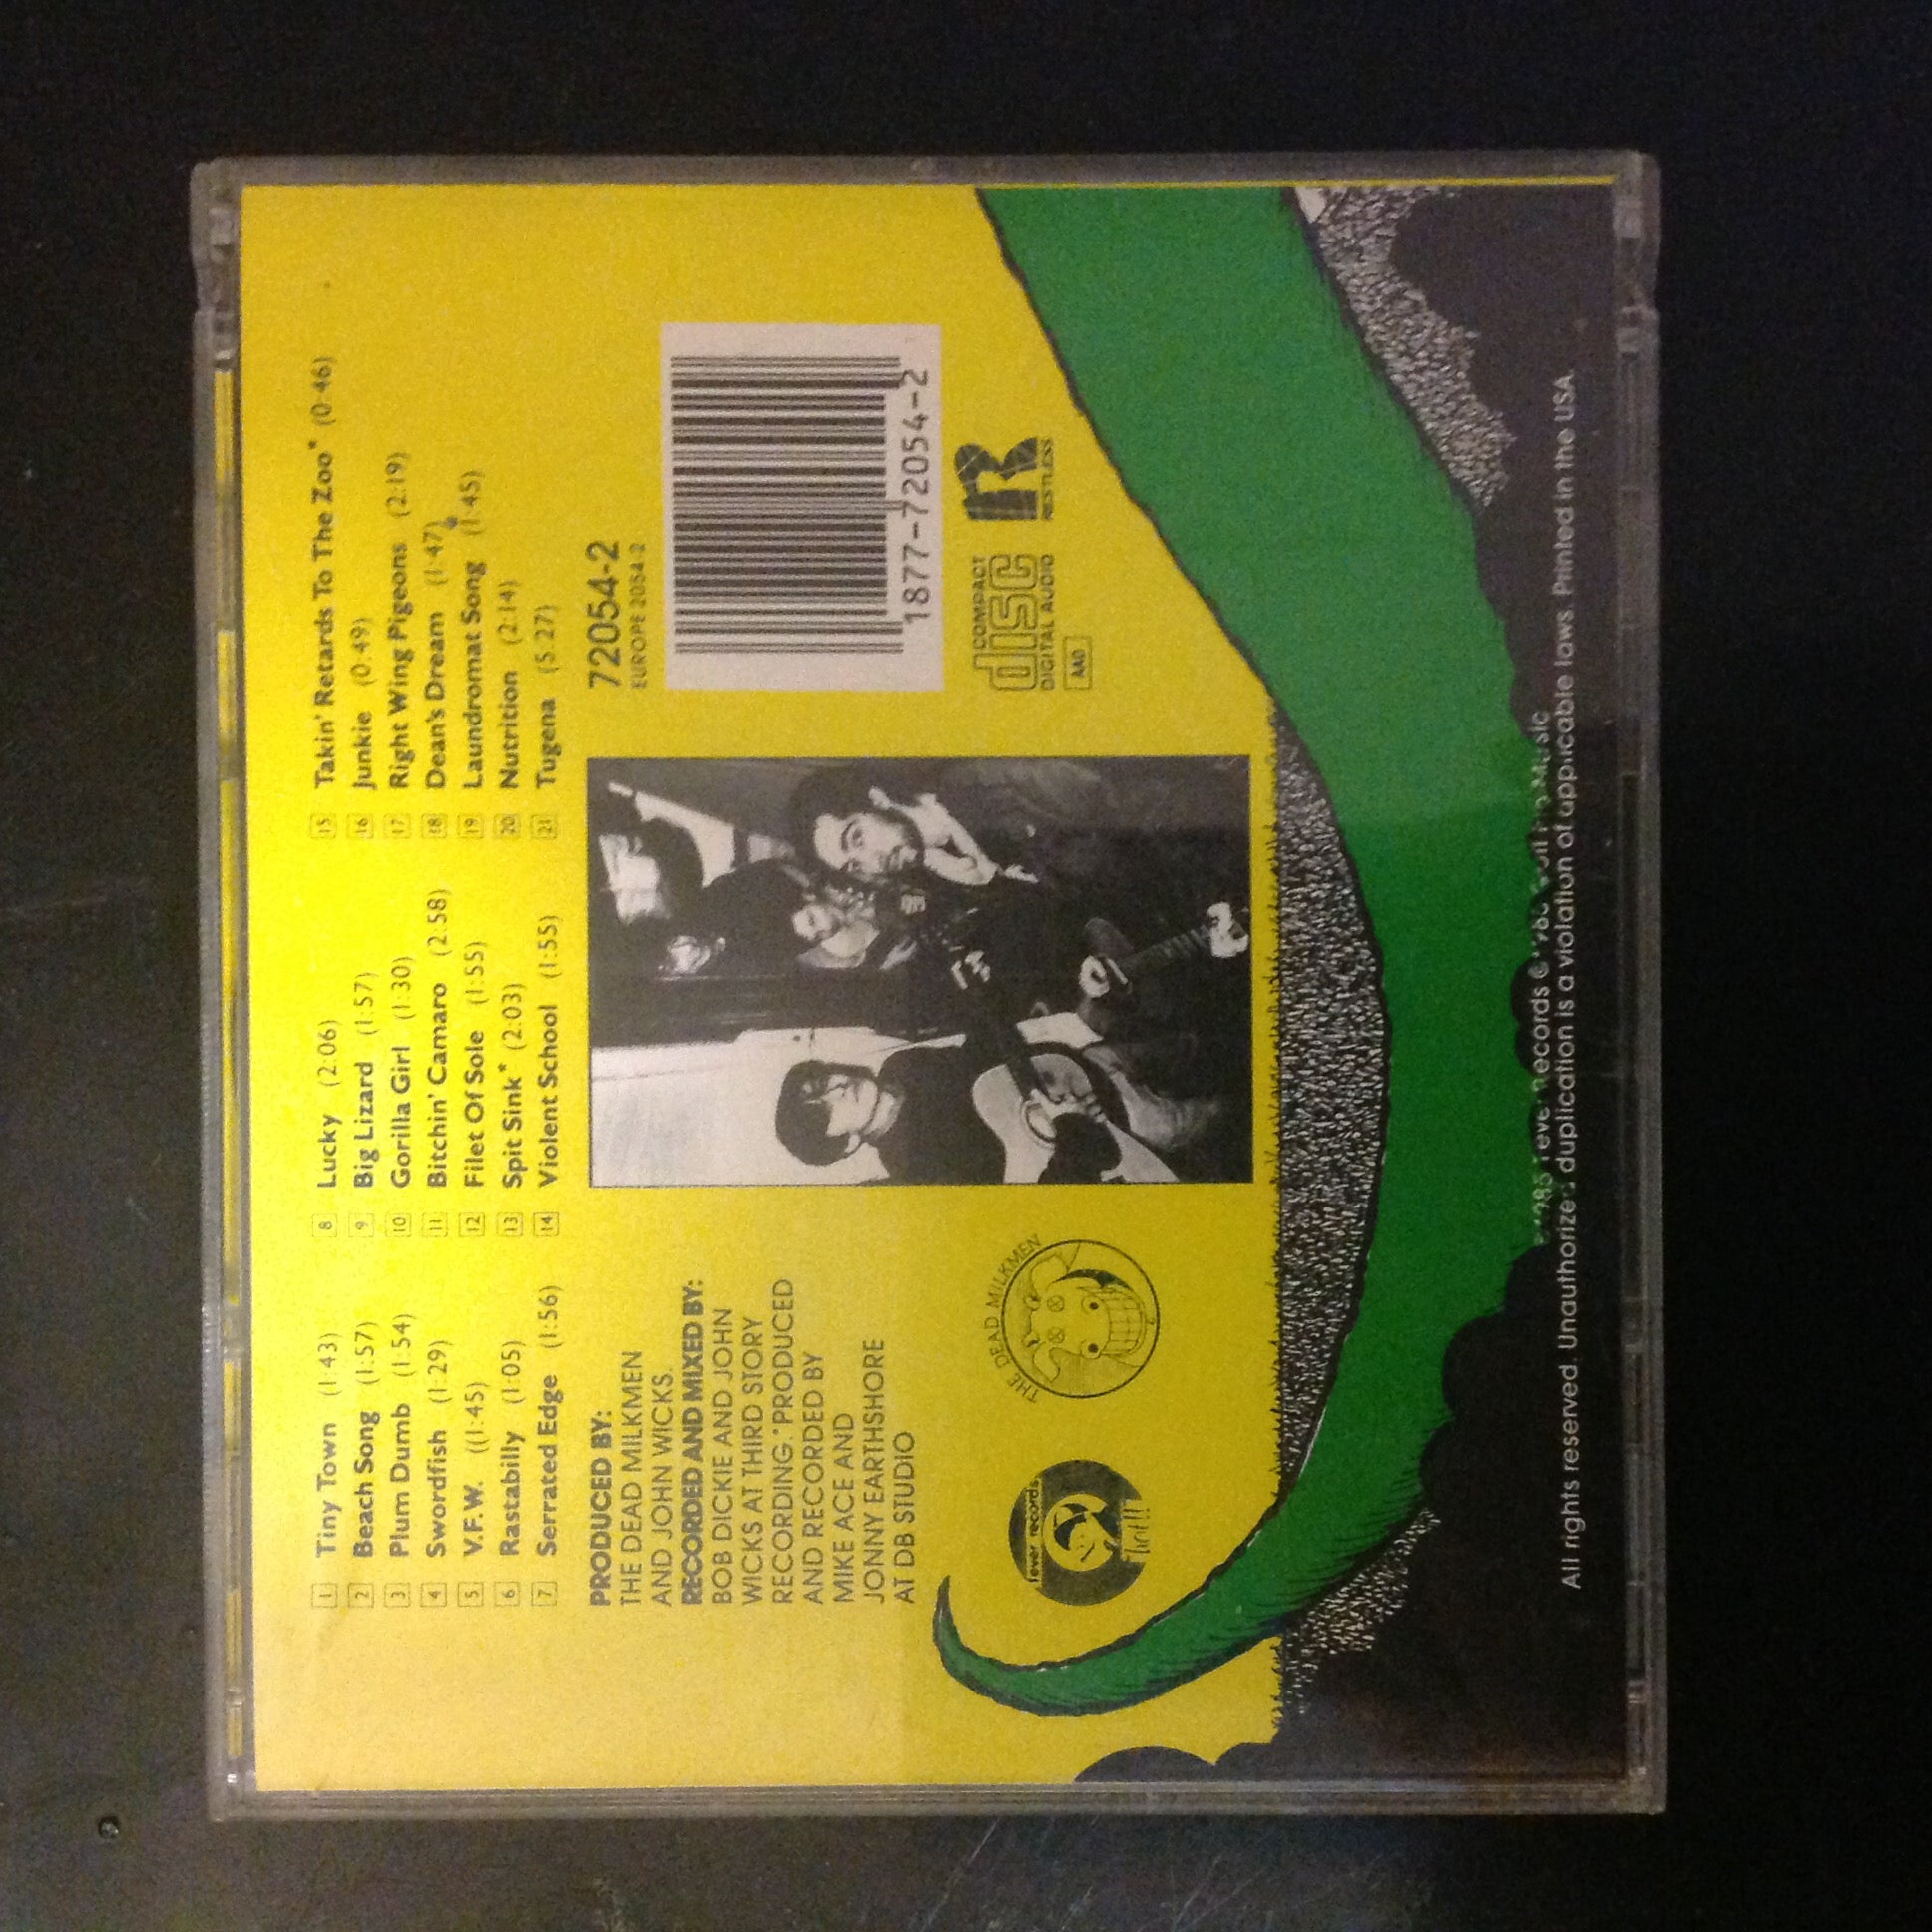 1 Tiny Town (1:43)
2 Beach Song (1:57)
3 Plum Dumb (1:54)
4 Swordfish (1:29)
5 V.F.W. ((1:45)
6 Rastabilly (1:05)
7 Serrated Edge (1:56)
8 Lucky (2:06)
9 Big Lizard (1:57)
10 Gorilla Girl (1:30)
11 Bitchin' Camaro (2:58)
12 Filet Of Sole (1:55)
13 Spit Sink* (2:03)
14 Violent School (1:55)
15 Takin' Retards To The Zoo* (0:46)
16 Junkie (0:49)
17 Right Wing Pigeons (2:19)
18 Dean's Dream (1:47)
19 Laundromat Song (1:45)
20 Nutrition (2:14)
21 Tugena (5:27)
PRODUCED BY:
THE DEAD MILKMEN
AND JOHN WICKS.
RECORDED AND MIXED BY:
BOB DICKIE AND JOHN
WICKS AT THIRD STORY
RECORDING.*PRODUCED
AND RECORDED BY
MIKE ACE AND
JONNY EARTHSHORE
AT DB STUDIO
fever records
hot!!
THE DEAD MILKMEN
72054-2
EUROPE 2054-2
1877-72054-2
COMPACT
disc
DIGITAL AUDIO
AAD
R
RESTLESS
1985 Fever Records
All rights reserved. Unauthorized duplication is a violation of applicable laws. Printed in the USA.